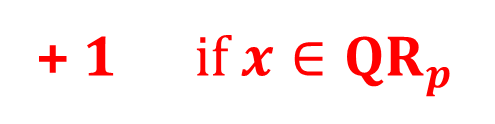 + 1 if x ∈ QRₚ